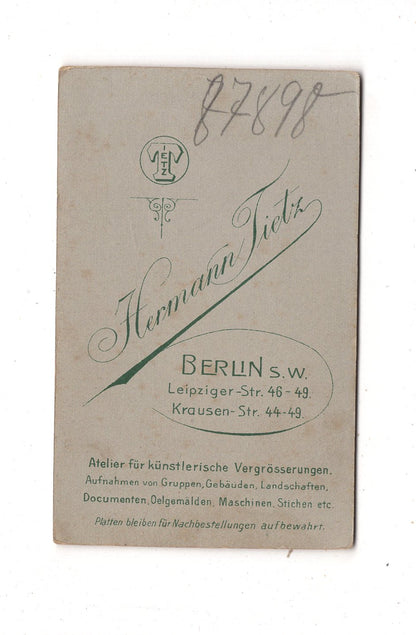 87898
TIETZ
Hermann Tietz
BERLIN S.W.
Leipziger-Str. 46-49.
Krausen-Str. 44-49.
Atelier für künstlerische Vergrösserungen.
Aufnahmen von Gruppen, Gebäuden, Landschaften,
Documenten, Oelgemälden, Maschinen, Stichen etc.
Platten bleiben für Nachbestellungen aufbewahrt.